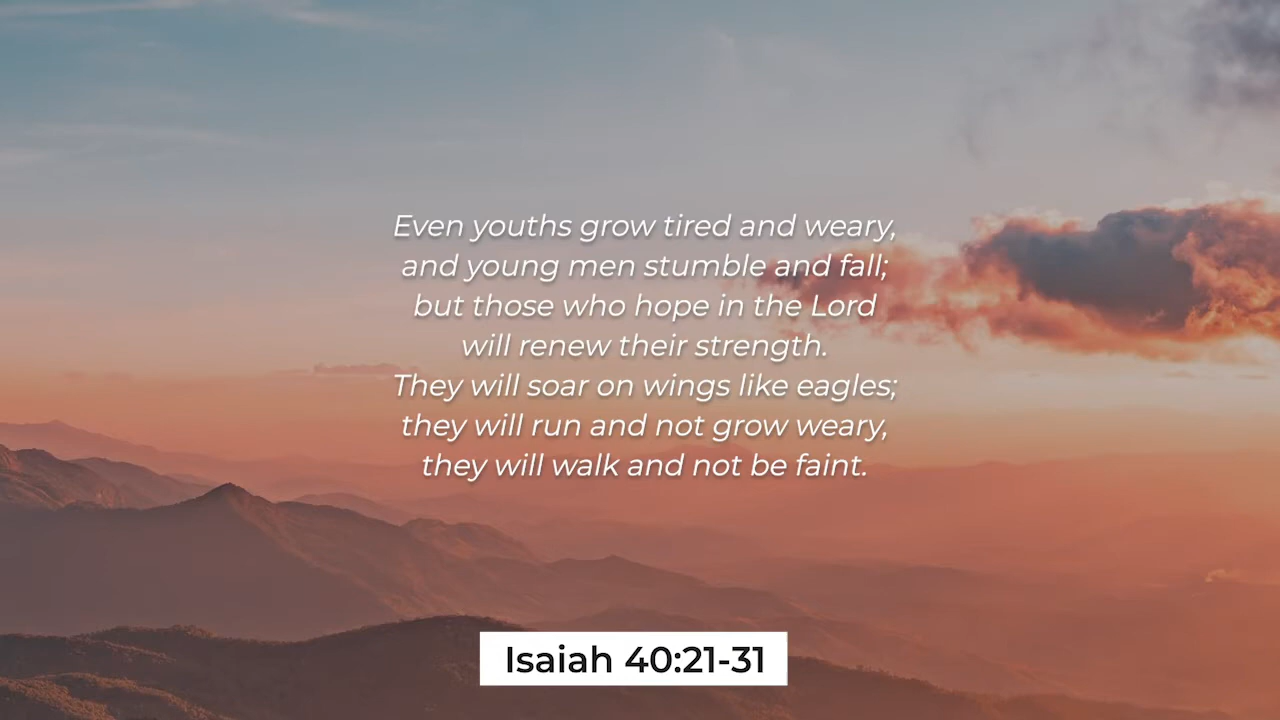 Even youths grow tired and weary,
and young men stumble and fall;
but those who hope in the Lord
will renew their strength.
They will soar on wings like eagles;
they will run and not grow weary,
they will walk and not be faint.
Isaiah 40:21-31